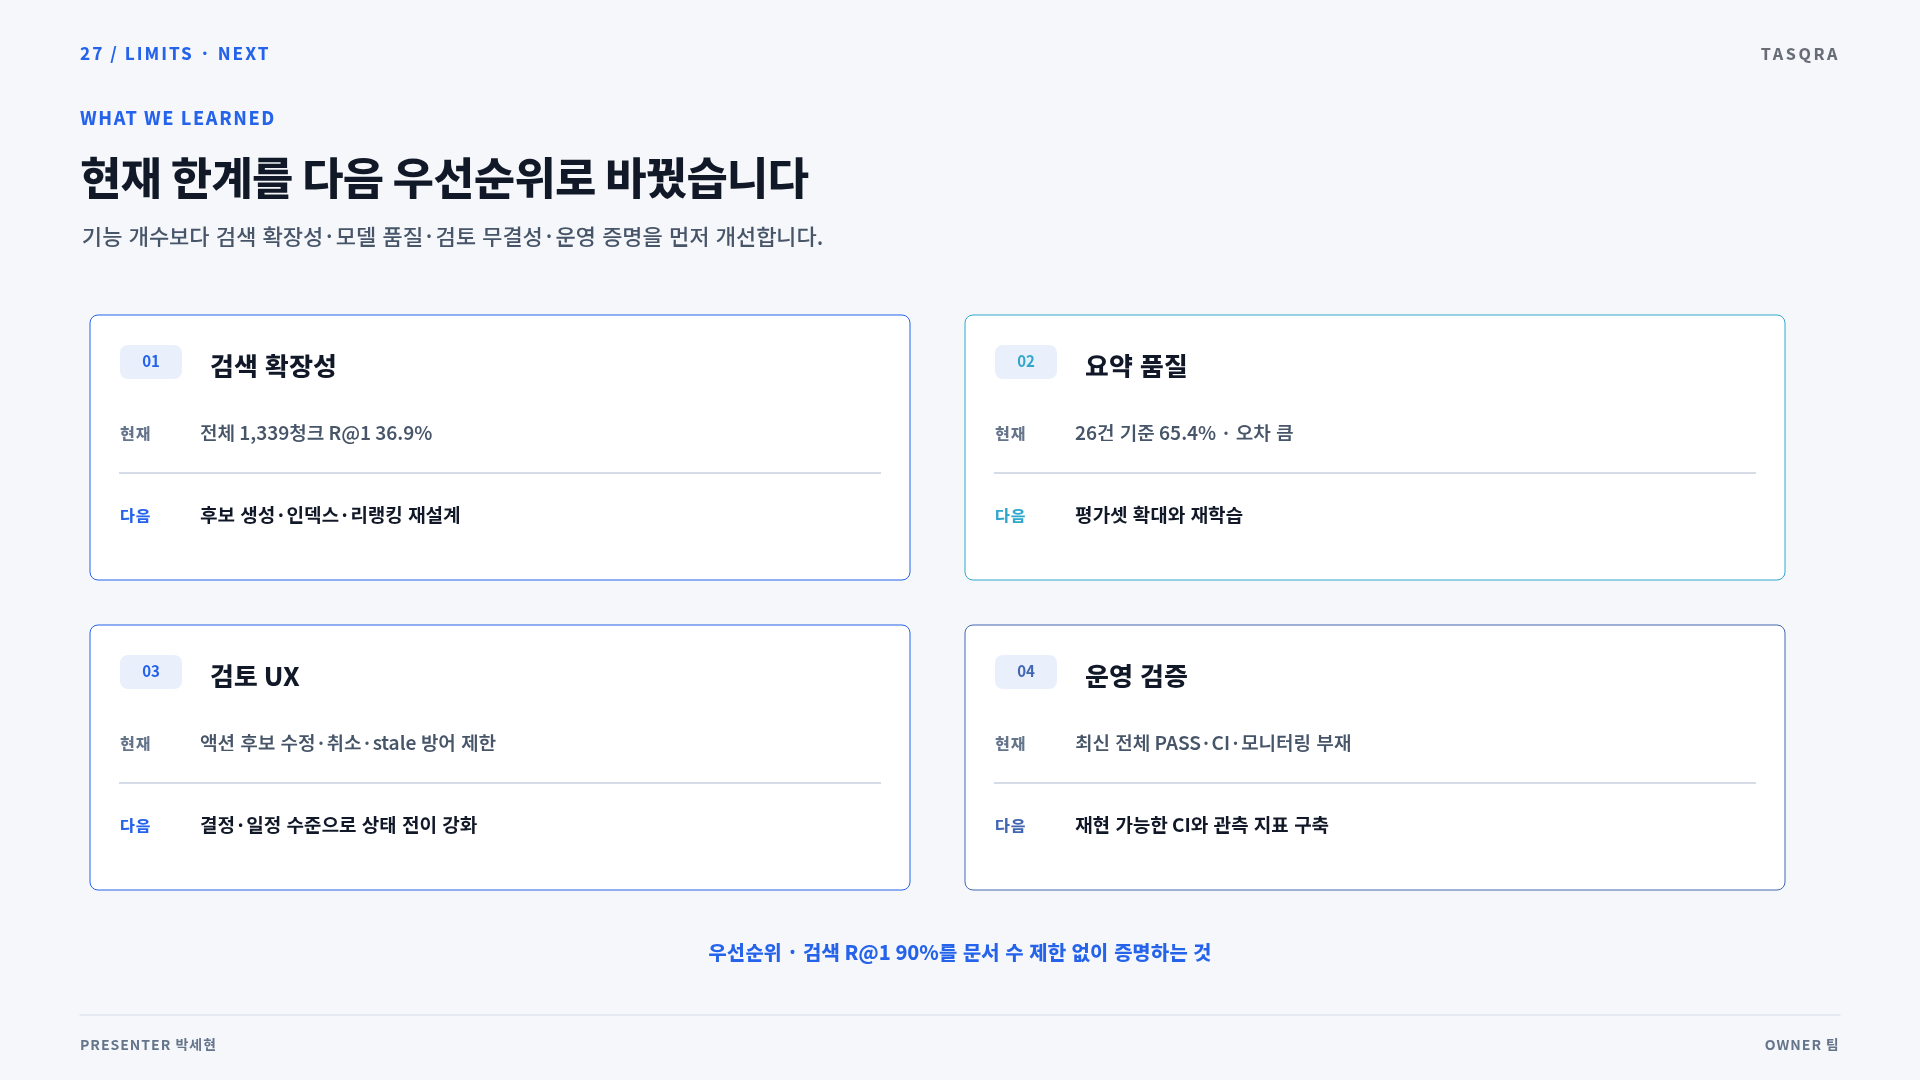 27 / LIMITS · NEXT
TASQRA
WHAT WE LEARNED
현재 한계를 다음 우선순위로 바꿨습니다
기능 개수보다 검색 확장성·모델 품질·검토 무결성·운영 증명을 먼저 개선합니다.
01 검색 확장성
현재 전체 1,339청크 R@1 36.9%
다음 후보 생성·인덱스·리랭킹 재설계
02 요약 품질
현재 26건 기준 65.4% · 오차 큼
다음 평가셋 확대와 재학습
03 검토 UX
현재 액션 후보 수정·취소·stale 방어 제한
다음 결정·일정 수준으로 상태 전이 강화
04 운영 검증
현재 최신 전체 PASS·CI·모니터링 부재
다음 재현 가능한 CI와 관측 지표 구축
우선순위 · 검색 R@1 90%를 문서 수 제한 없이 증명하는 것
PRESENTER 박세현
OWNER 팀